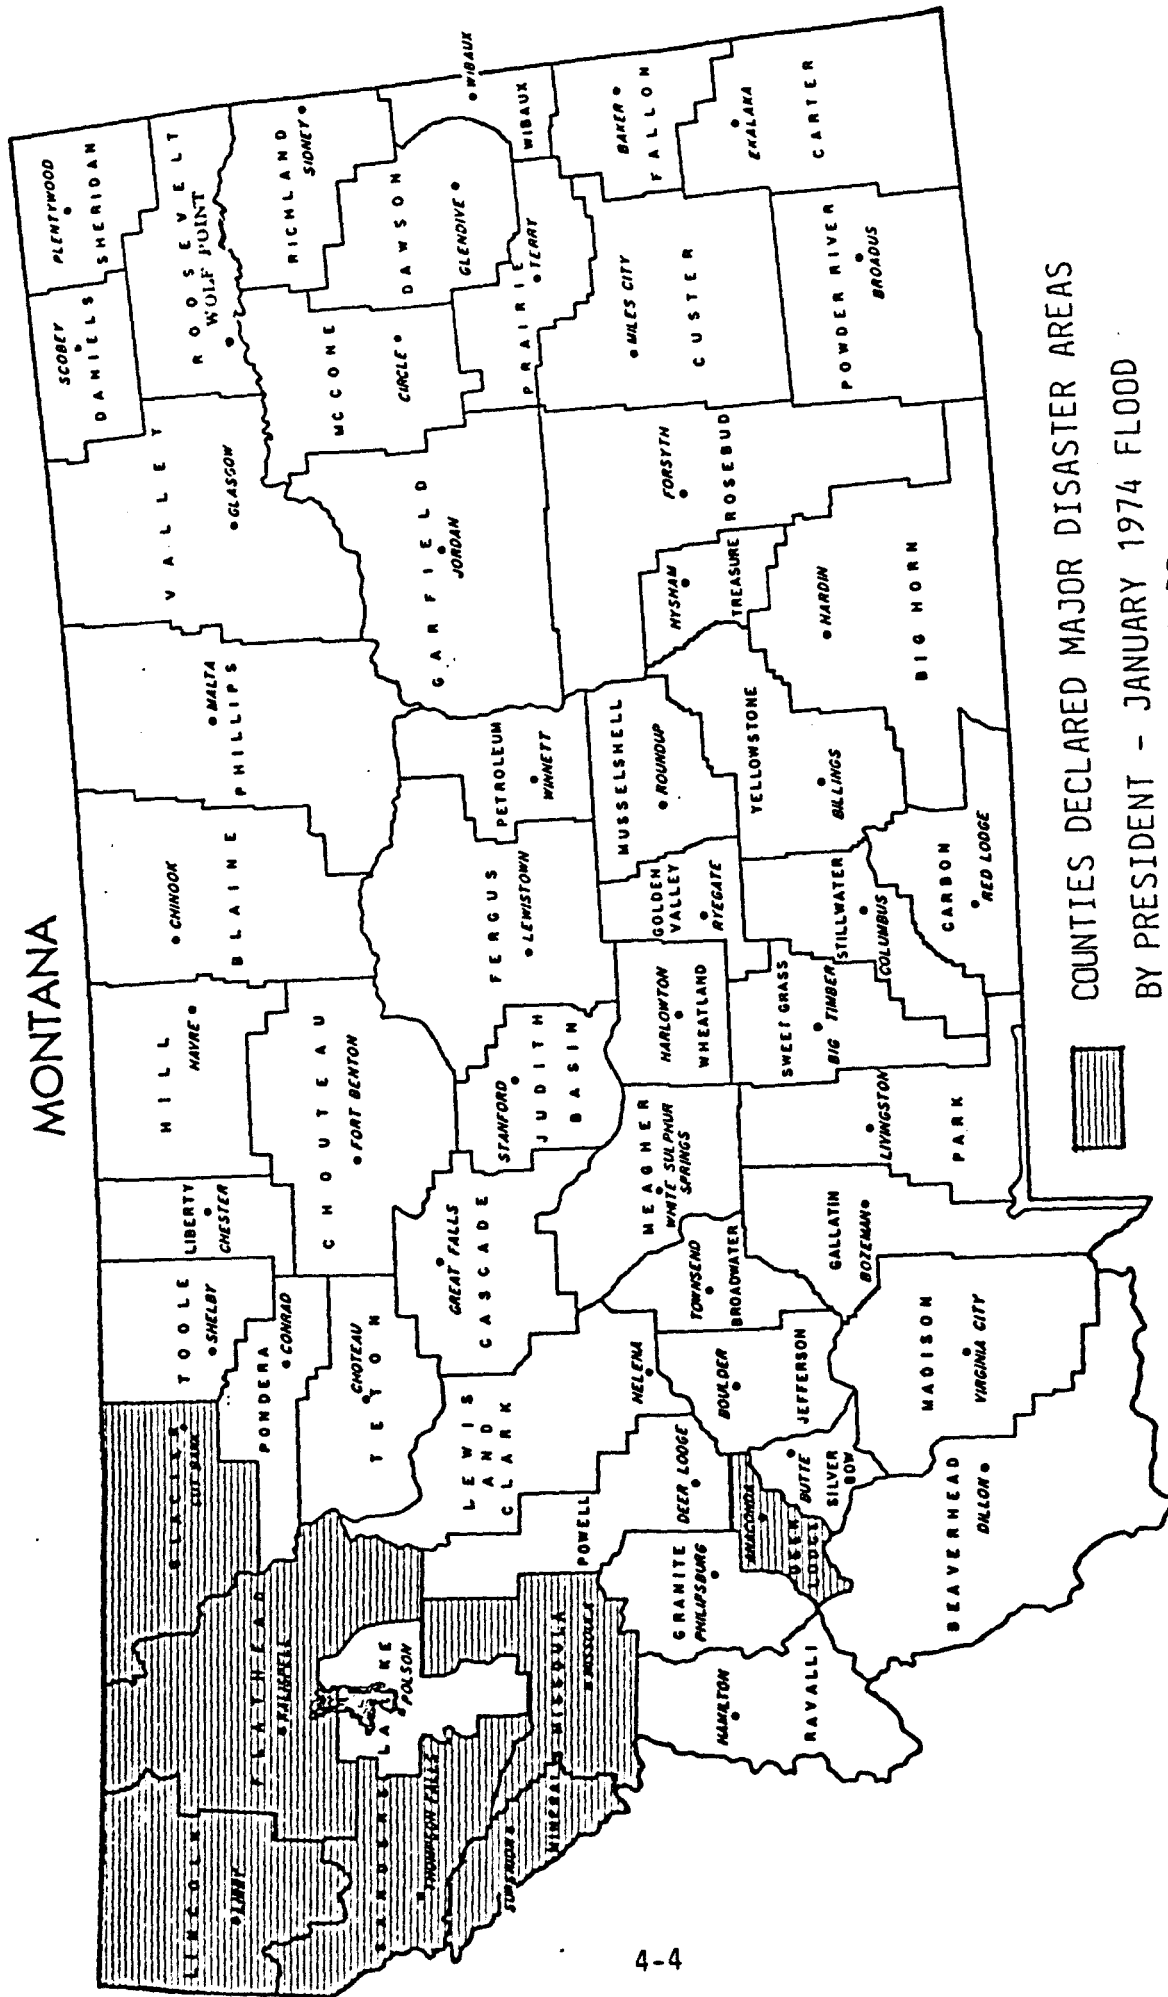 MONTANA
LINCOLN
LIBBY
FLATHEAD
KALISPELL
GLACIER
CUT BANK
TOOLE
SHELBY
LIBERTY
CHESTER
HILL
HAVRE
BLAINE
CHINOOK
PHILLIPS
MALTA
VALLEY
GLASGOW
DANIELS
SCOBEY
SHERIDAN
PLENTYWOOD
ROOSEVELT
WOLF POINT
SANDERS
THOMPSON FALLS
LAKE
POLSON
PONDERA
CONRAD
TETON
CHOTEAU
CHOUTEAU
FORT BENTON
MCCONE
CIRCLE
RICHLAND
SIDNEY
DAWSON
GLENDIVE
WIBAUX
WIBAUX
MINERAL
SUPERIOR
MISSOULA
MISSOULA
POWELL
DEER LODGE
LEWIS
AND
CLARK
HELENA
CASCADE
GREAT FALLS
JUDITH
BASIN
STANFORD
FERGUS
LEWISTOWN
PETROLEUM
WINNETT
GARFIELD
JORDAN
PRAIRIE
TERRY
FALLON
BAKER
RAVALLI
HAMILTON
GRANITE
PHILIPSBURG
DEER
LODGE
ANACONDA
SILVER
BOW
BUTTE
JEFFERSON
BOULDER
BROADWATER
TOWNSEND
MEAGHER
WHITE SULPHUR
SPRINGS
WHEATLAND
HARLOWTON
GOLDEN
VALLEY
RYEGATE
MUSSELSHELL
ROUNDUP
TREASURE
HYSHAM
ROSEBUD
FORSYTH
CUSTER
MILES CITY
CARTER
EKALAKA
POWDER RIVER
BROADUS
BEAVERHEAD
DILLON
MADISON
VIRGINIA CITY
GALLATIN
BOZEMAN
PARK
LIVINGSTON
SWEET GRASS
BIG TIMBER
STILLWATER
COLUMBUS
CARBON
RED LODGE
YELLOWSTONE
BILLINGS
BIG HORN
HARDIN
COUNTIES DECLARED MAJOR DISASTER AREAS
BY PRESIDENT - JANUARY 1974 FLOOD
4-4